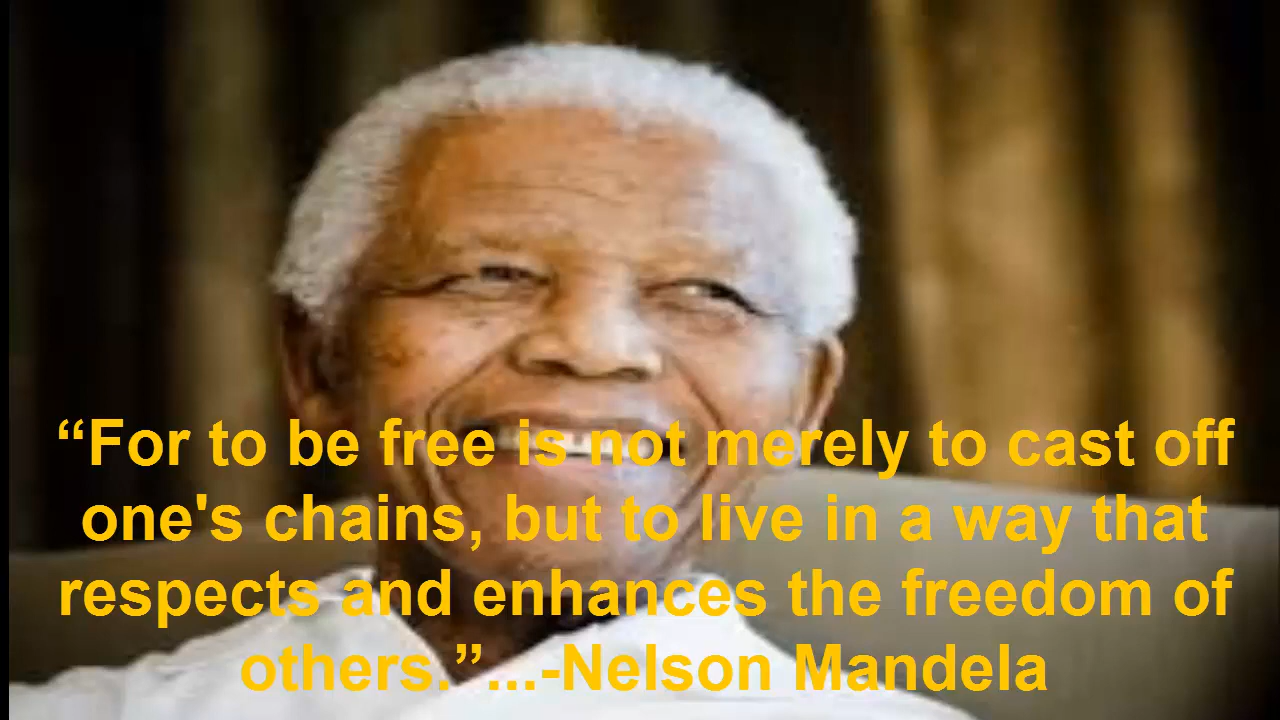 “For to be free is not merely to cast off
one's chains, but to live in a way that
respects and enhances the freedom of
others.”...-Nelson Mandela